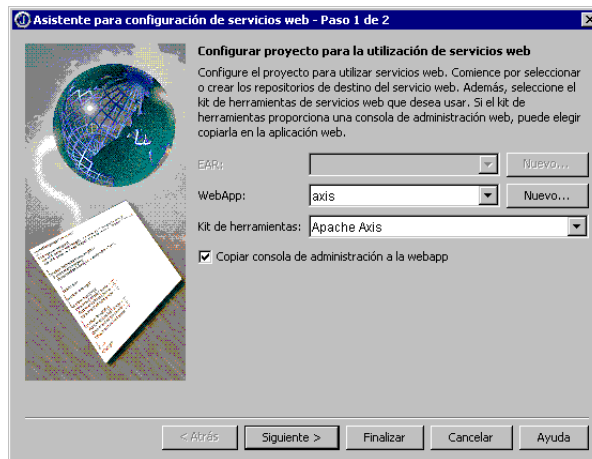 Asistente para configuración de servicios web - Paso 1 de 2
Configurar proyecto para la utilización de servicios web
Configure el proyecto para utilizar servicios web. Comience por seleccionar
o crear los repositorios de destino del servicio web. Además, seleccione el
kit de herramientas de servicios web que desea usar. Si el kit de
herramientas proporciona una consola de administración web, puede elegir
copiarla en la aplicación web.
EAR: Nuevo...
WebApp: axis Nuevo...
Kit de herramientas: Apache Axis
Copiar consola de administración a la webapp
< Atrás Siguiente > Finalizar Cancelar Ayuda